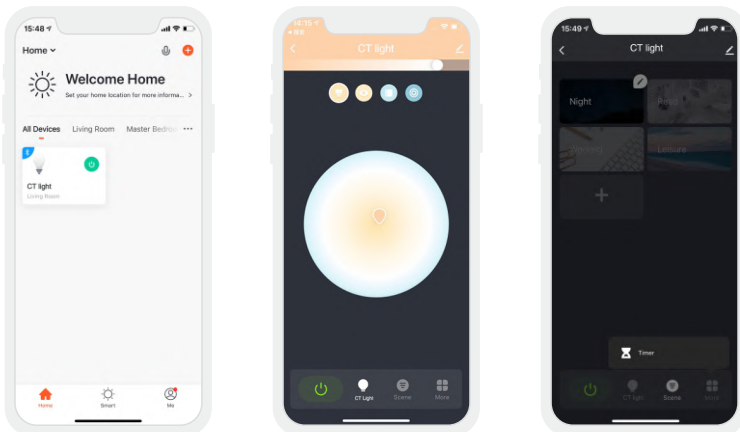 15:48
Home
Welcome Home
Set your home location for more informa...
All Devices
Living Room
Master Bedro
CT light
Living Room
Home
Smart
Me
16:15
CT light
CT Light
Scene
More
15:49
CT light
Night
Read
Working
Leisure
Timer
CT light
Scene
More